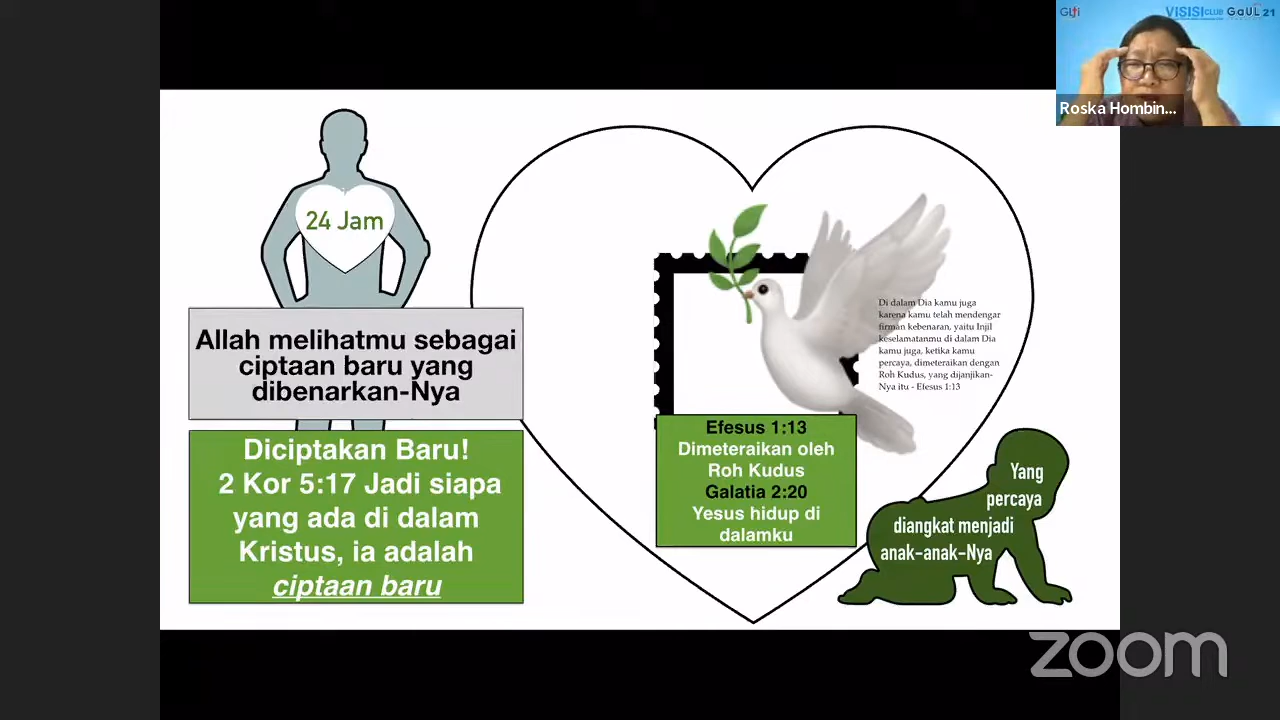 GLJi
VISISI CLUB GaUL 21
Roska Hombin...
24 Jam
Allah melihatmu sebagai
ciptaan baru yang
dibenarkan-Nya
Diciptakan Baru!
2 Kor 5:17 Jadi siapa
yang ada di dalam
Kristus, ia adalah
ciptaan baru
Di dalam Dia kamu juga
karena kamu telah mendengar
firman kebenaran, yaitu Injil
keselamatanmu di dalam Dia
kamu juga, ketika kamu
percaya, dimeteraikan dengan
Roh Kudus, yang dijanjikan-
Nya itu - Efesus 1:13
Efesus 1:13
Dimeteraikan oleh
Roh Kudus
Galatia 2:20
Yesus hidup di
dalamku
Yang
percaya
diangkat menjadi
anak-anak-Nya
zoom